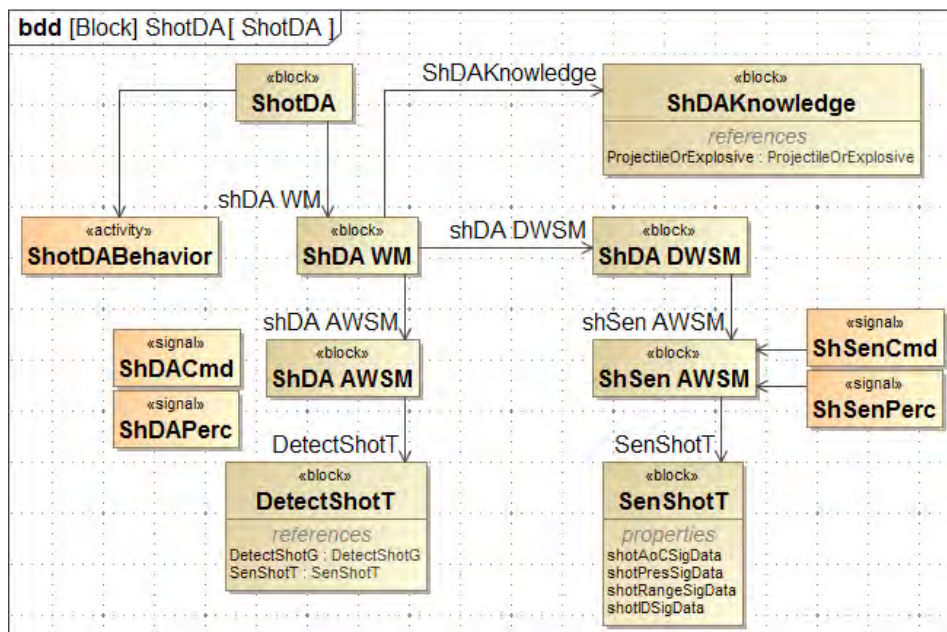 bdd [Block] ShotDA[ ShotDA ]
«block»
ShotDA
ShDAKnowledge
«block»
ShDAKnowledge
references
ProjectileOrExplosive : ProjectileOrExplosive
shDA WM
«activity»
ShotDABehavior
«block»
ShDA WM
shDA DWSM
«block»
ShDA DWSM
shDA AWSM
shSen AWSM
«signal»
ShDACmd
«signal»
ShDAPerc
«block»
ShDA AWSM
«block»
ShSen AWSM
«signal»
ShSenCmd
«signal»
ShSenPerc
DetectShotT
SenShotT
«block»
DetectShotT
references
DetectShotG : DetectShotG
SenShotT : SenShotT
«block»
SenShotT
properties
shotAoCSigData
shotPresSigData
shotRangeSigData
shotIDSigData